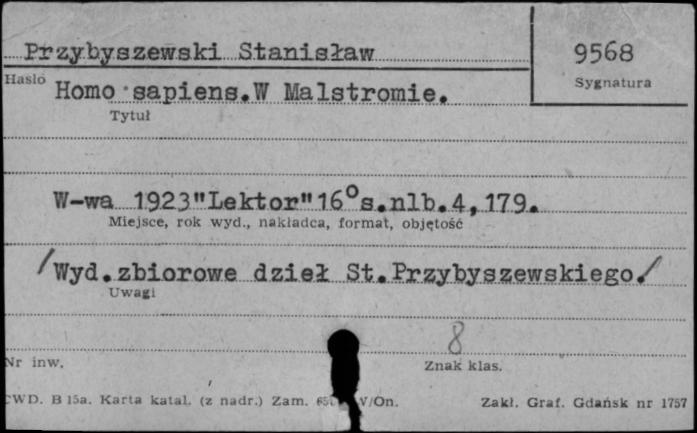 Przybyszewski Stanisław
9568
Hasło
Sygnatura
Homo sapiens.W Malstromie.
Tytuł
W-wa 1923"Lektor"16°s.nlb.4,179.
Miejsce, rok wyd., nakładca, format, objętość
/Wyd.zbiorowe dzieł St.Przybyszewskiego./
Uwagi
8
Nr inw.
Znak klas.
CWD. B 15a. Karta katal. (z nadr.) Zam. V/On.
Zakł. Graf. Gdańsk nr 1757